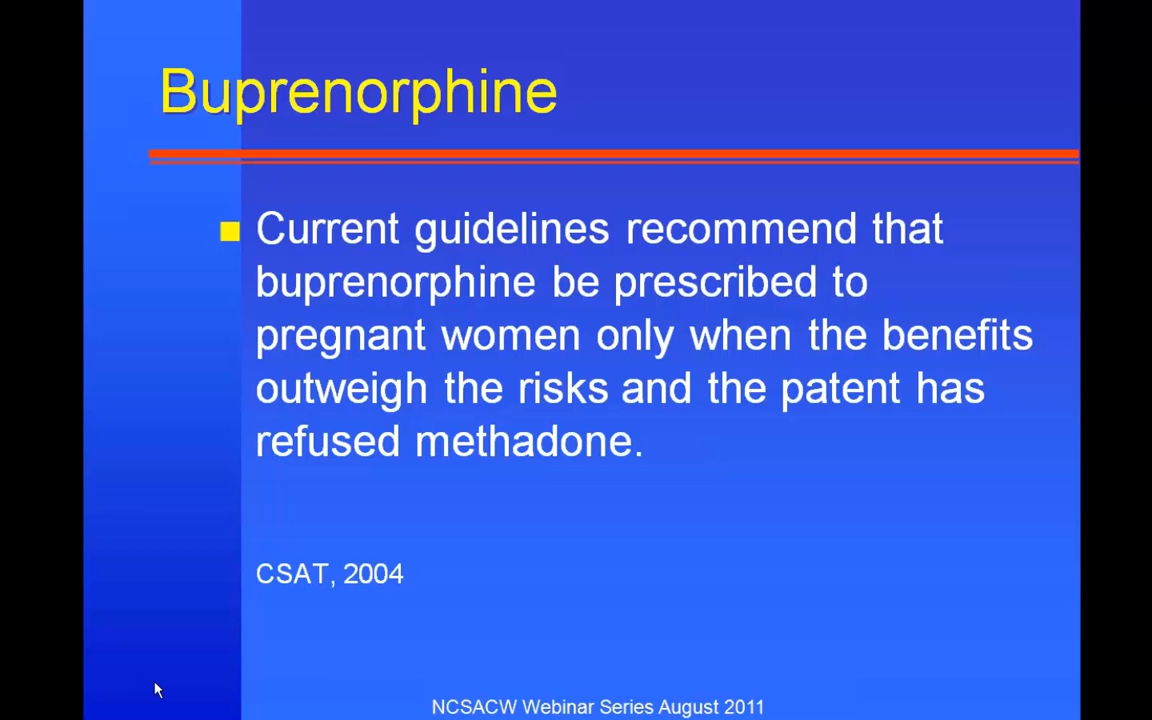 Buprenorphine
Current guidelines recommend that
buprenorphine be prescribed to
pregnant women only when the benefits
outweigh the risks and the patent has
refused methadone.
CSAT, 2004
NCSACW Webinar Series August 2011